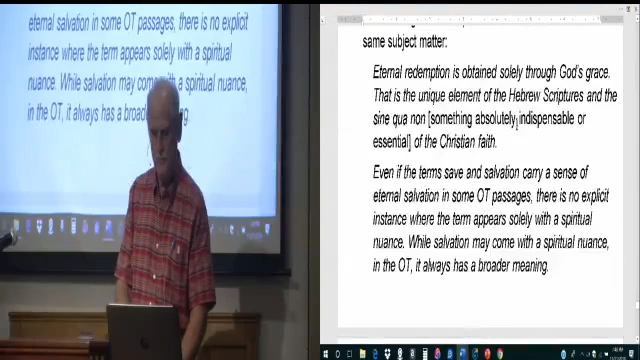 eternal salvation in some OT passages, there is no explicit
instance where the term appears solely with a spiritual
nuance. While salvation may come with a spiritual nuance,
in the OT, it always has a broader meaning.
same subject matter:
Eternal redemption is obtained solely through God's grace.
That is the unique element of the Hebrew Scriptures and the
sine qua non [something absolutely indispensable or
essential] of the Christian faith.
Even if the terms save and salvation carry a sense of
eternal salvation in some OT passages, there is no explicit
instance where the term appears solely with a spiritual
nuance. While salvation may come with a spiritual nuance,
in the OT, it always has a broader meaning.